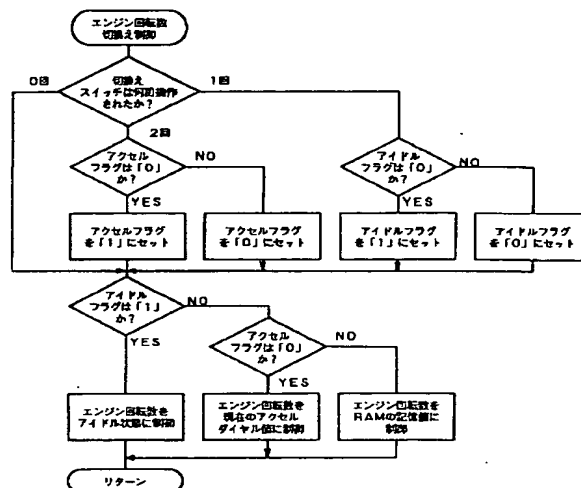 エンジン回転数
切換え制御
0回
切換え
スイッチは何回操作
されたか?
1回
2回
アクセル
フラグは「0」
か?
NO
YES
アイドル
フラグは「0」
か?
NO
YES
アクセルフラグ
を「1」にセット
アクセルフラグ
を「0」にセット
アイドルフラグ
を「1」にセット
アイドルフラグ
を「0」にセット
アイドル
フラグは「1」
か?
NO
YES
アクセル
フラグは「0」
か?
NO
YES
エンジン回転数を
アイドル状態に制御
エンジン回転数を
現在のアクセル
ダイヤル値に制御
エンジン回転数を
RAMの記憶値に
制御
リターン